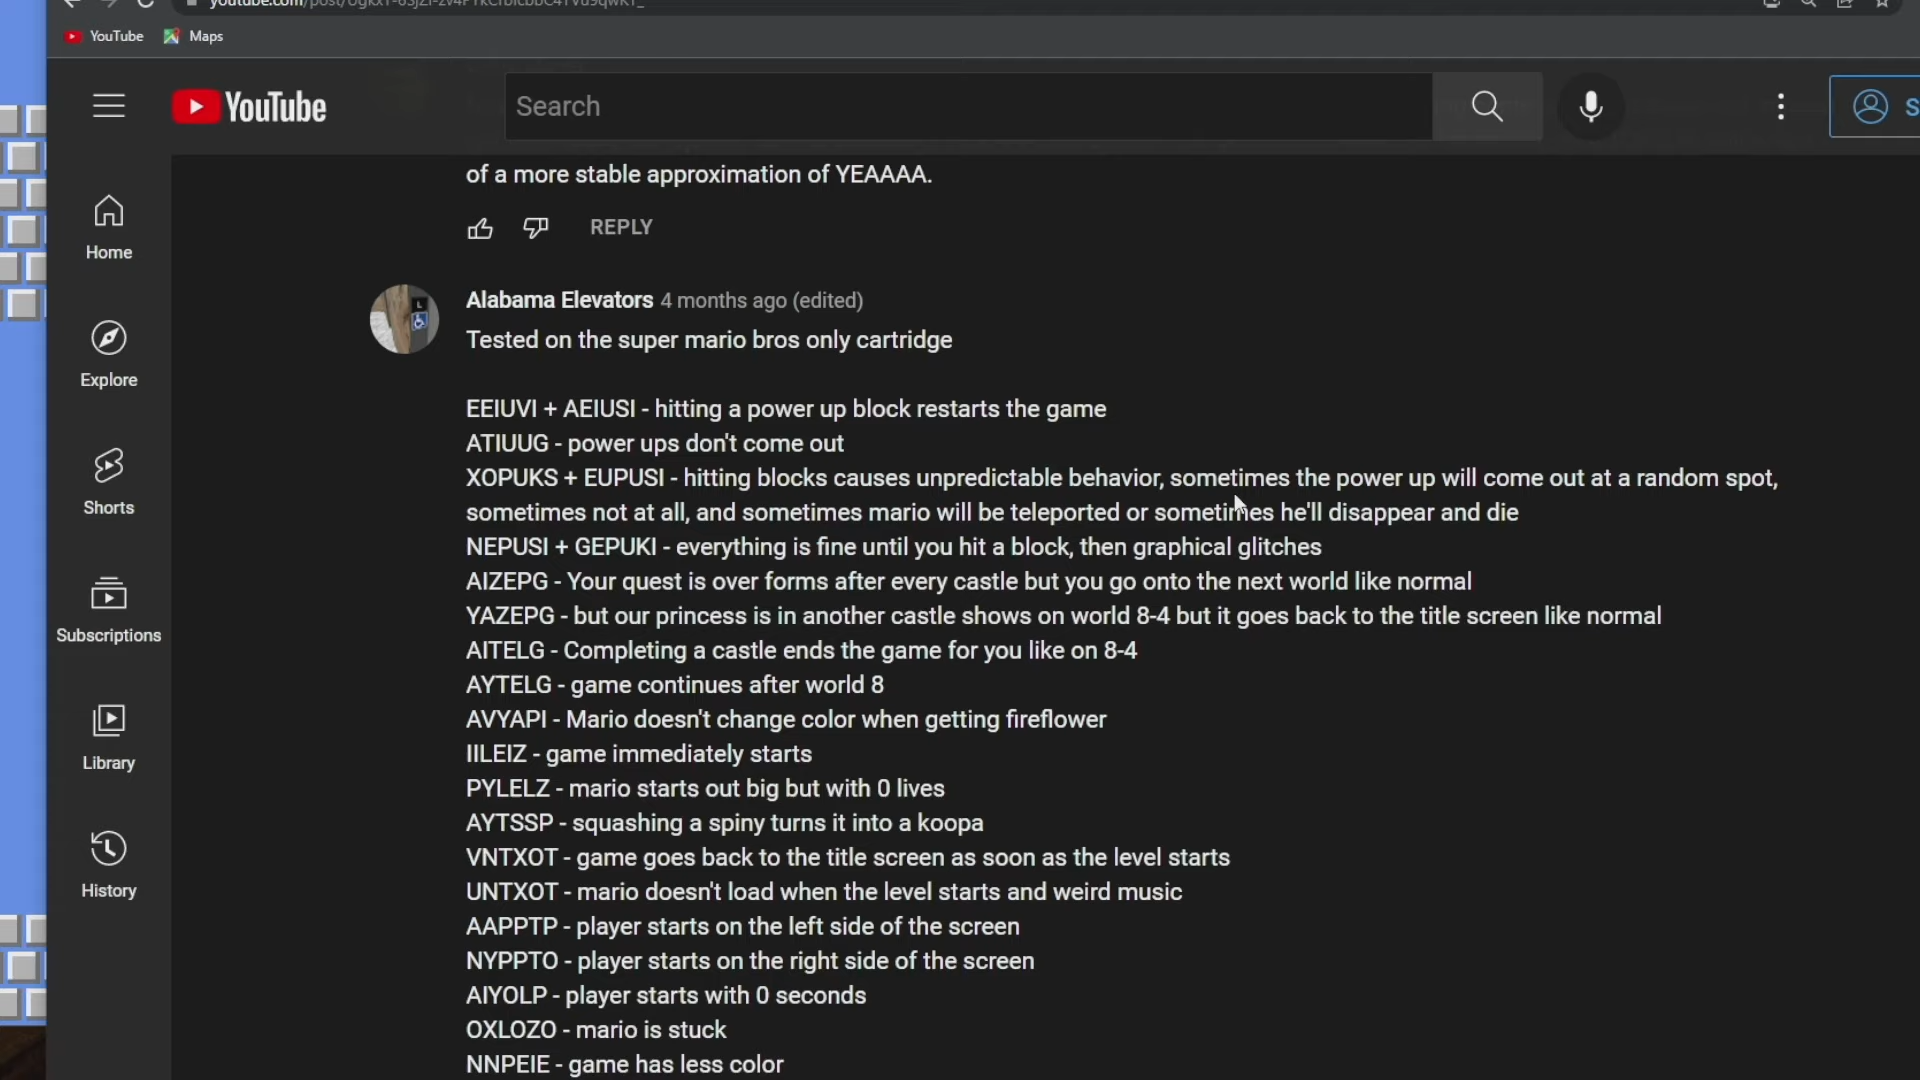 YouTube
Maps
YouTube
Search
S
Home
Explore
Shorts
Subscriptions
Library
History
of a more stable approximation of YEAAAA.
REPLY
Alabama Elevators 4 months ago (edited)
Tested on the super mario bros only cartridge
EEIUVI + AEIUSI - hitting a power up block restarts the game
ATIUUG - power ups don't come out
XOPUKS + EUPUSI - hitting blocks causes unpredictable behavior, sometimes the power up will come out at a random spot,
sometimes not at all, and sometimes mario will be teleported or sometimes he'll disappear and die
NEPUSI + GEPUKI - everything is fine until you hit a block, then graphical glitches
AIZEPG - Your quest is over forms after every castle but you go onto the next world like normal
YAZEPG - but our princess is in another castle shows on world 8-4 but it goes back to the title screen like normal
AITELG - Completing a castle ends the game for you like on 8-4
AYTELG - game continues after world 8
AVYAPI - Mario doesn't change color when getting fireflower
IILEIZ - game immediately starts
PYLELZ - mario starts out big but with 0 lives
AYTSSP - squashing a spiny turns it into a koopa
VNTXOT - game goes back to the title screen as soon as the level starts
UNTXOT - mario doesn't load when the level starts and weird music
AAPPTP - player starts on the left side of the screen
NYPPTO - player starts on the right side of the screen
AIYOLP - player starts with 0 seconds
OXLOZO - mario is stuck
NNPEIE - game has less color